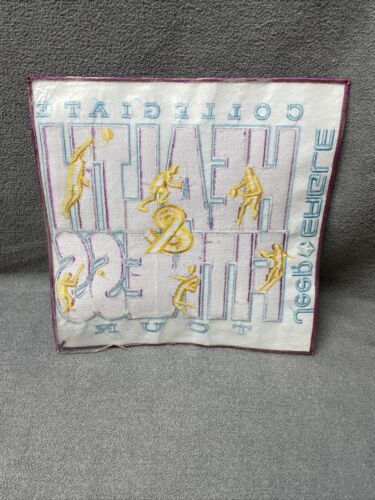 COLLEGIATE
HEALTH
&
FITNESS
TOUR
Jeep EAGLE